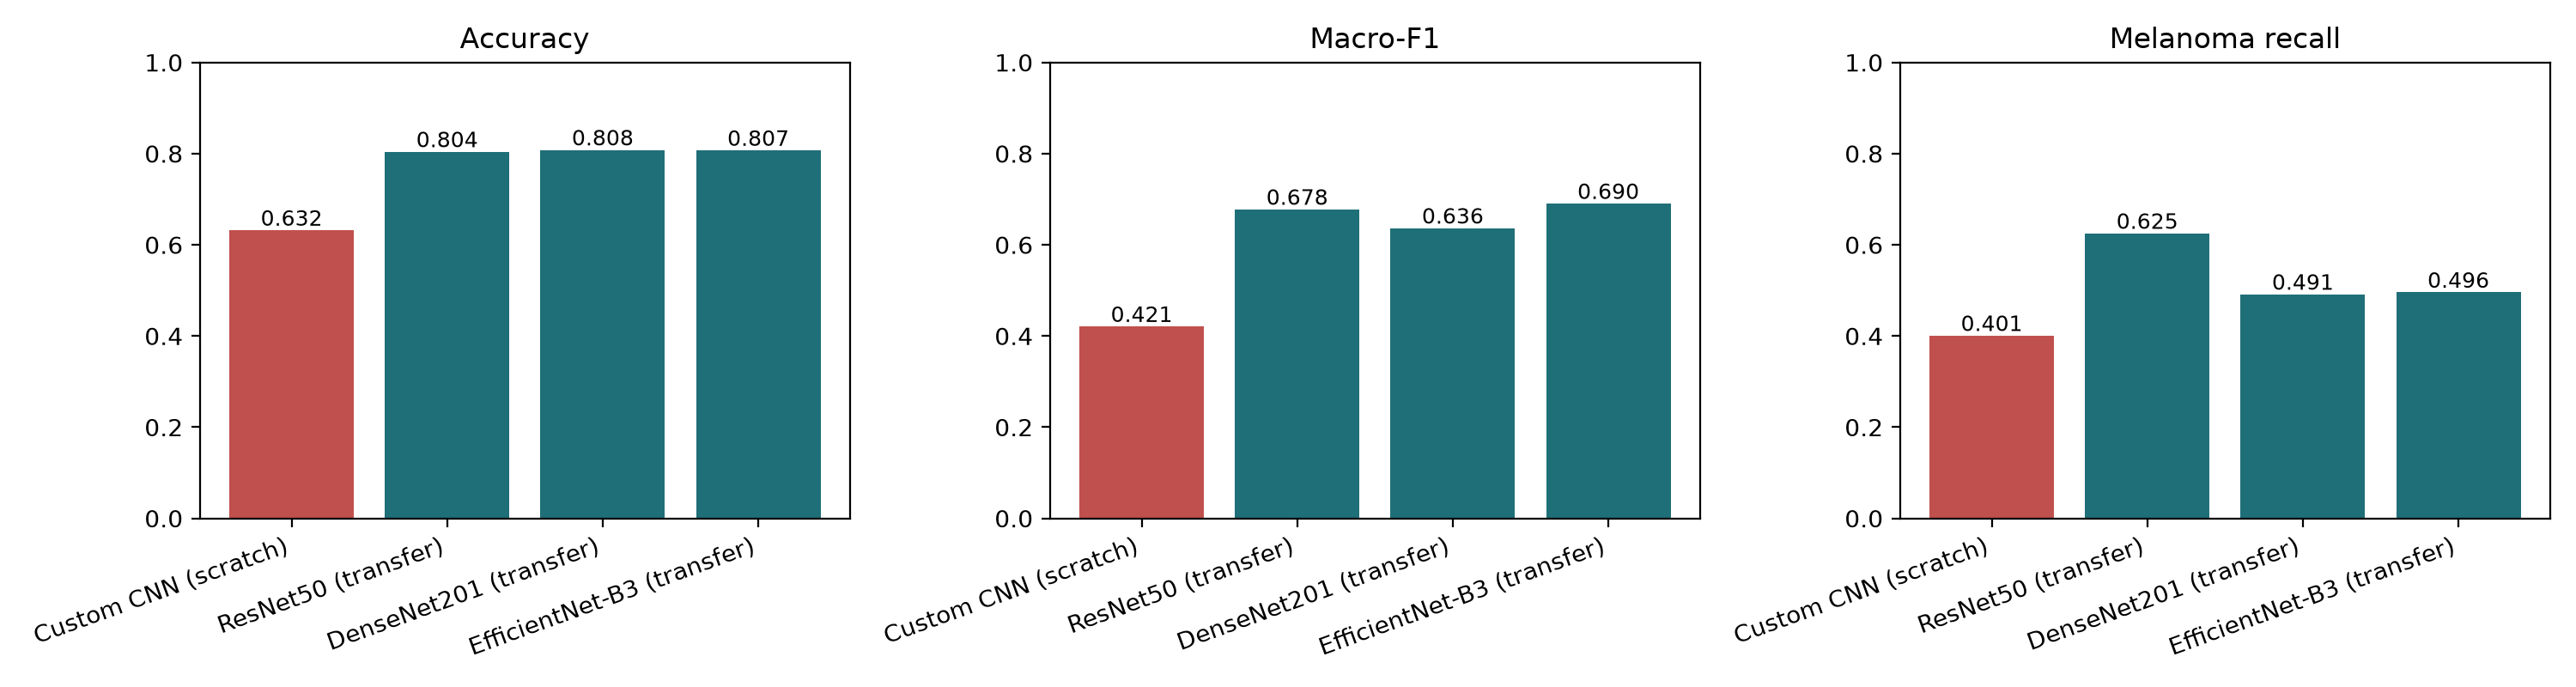 Accuracy
1.0
0.8
0.6
0.4
0.2
0.0
0.632
0.804
0.808
0.807
Custom CNN (scratch)
ResNet50 (transfer)
DenseNet201 (transfer)
EfficientNet-B3 (transfer)
Macro-F1
1.0
0.8
0.6
0.4
0.2
0.0
0.421
0.678
0.636
0.690
Custom CNN (scratch)
ResNet50 (transfer)
DenseNet201 (transfer)
EfficientNet-B3 (transfer)
Melanoma recall
1.0
0.8
0.6
0.4
0.2
0.0
0.401
0.625
0.491
0.496
Custom CNN (scratch)
ResNet50 (transfer)
DenseNet201 (transfer)
EfficientNet-B3 (transfer)